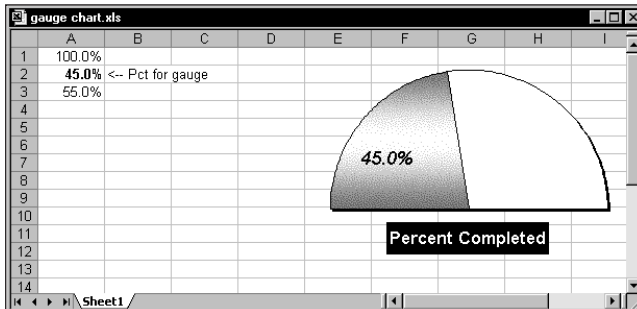 gauge chart.xls
A B C D E F G H I
1 100.0%
2 45.0% <-- Pct for gauge
3 55.0%
4
5
6
7 45.0%
8
9
10
11 Percent Completed
12
13
14
Sheet1